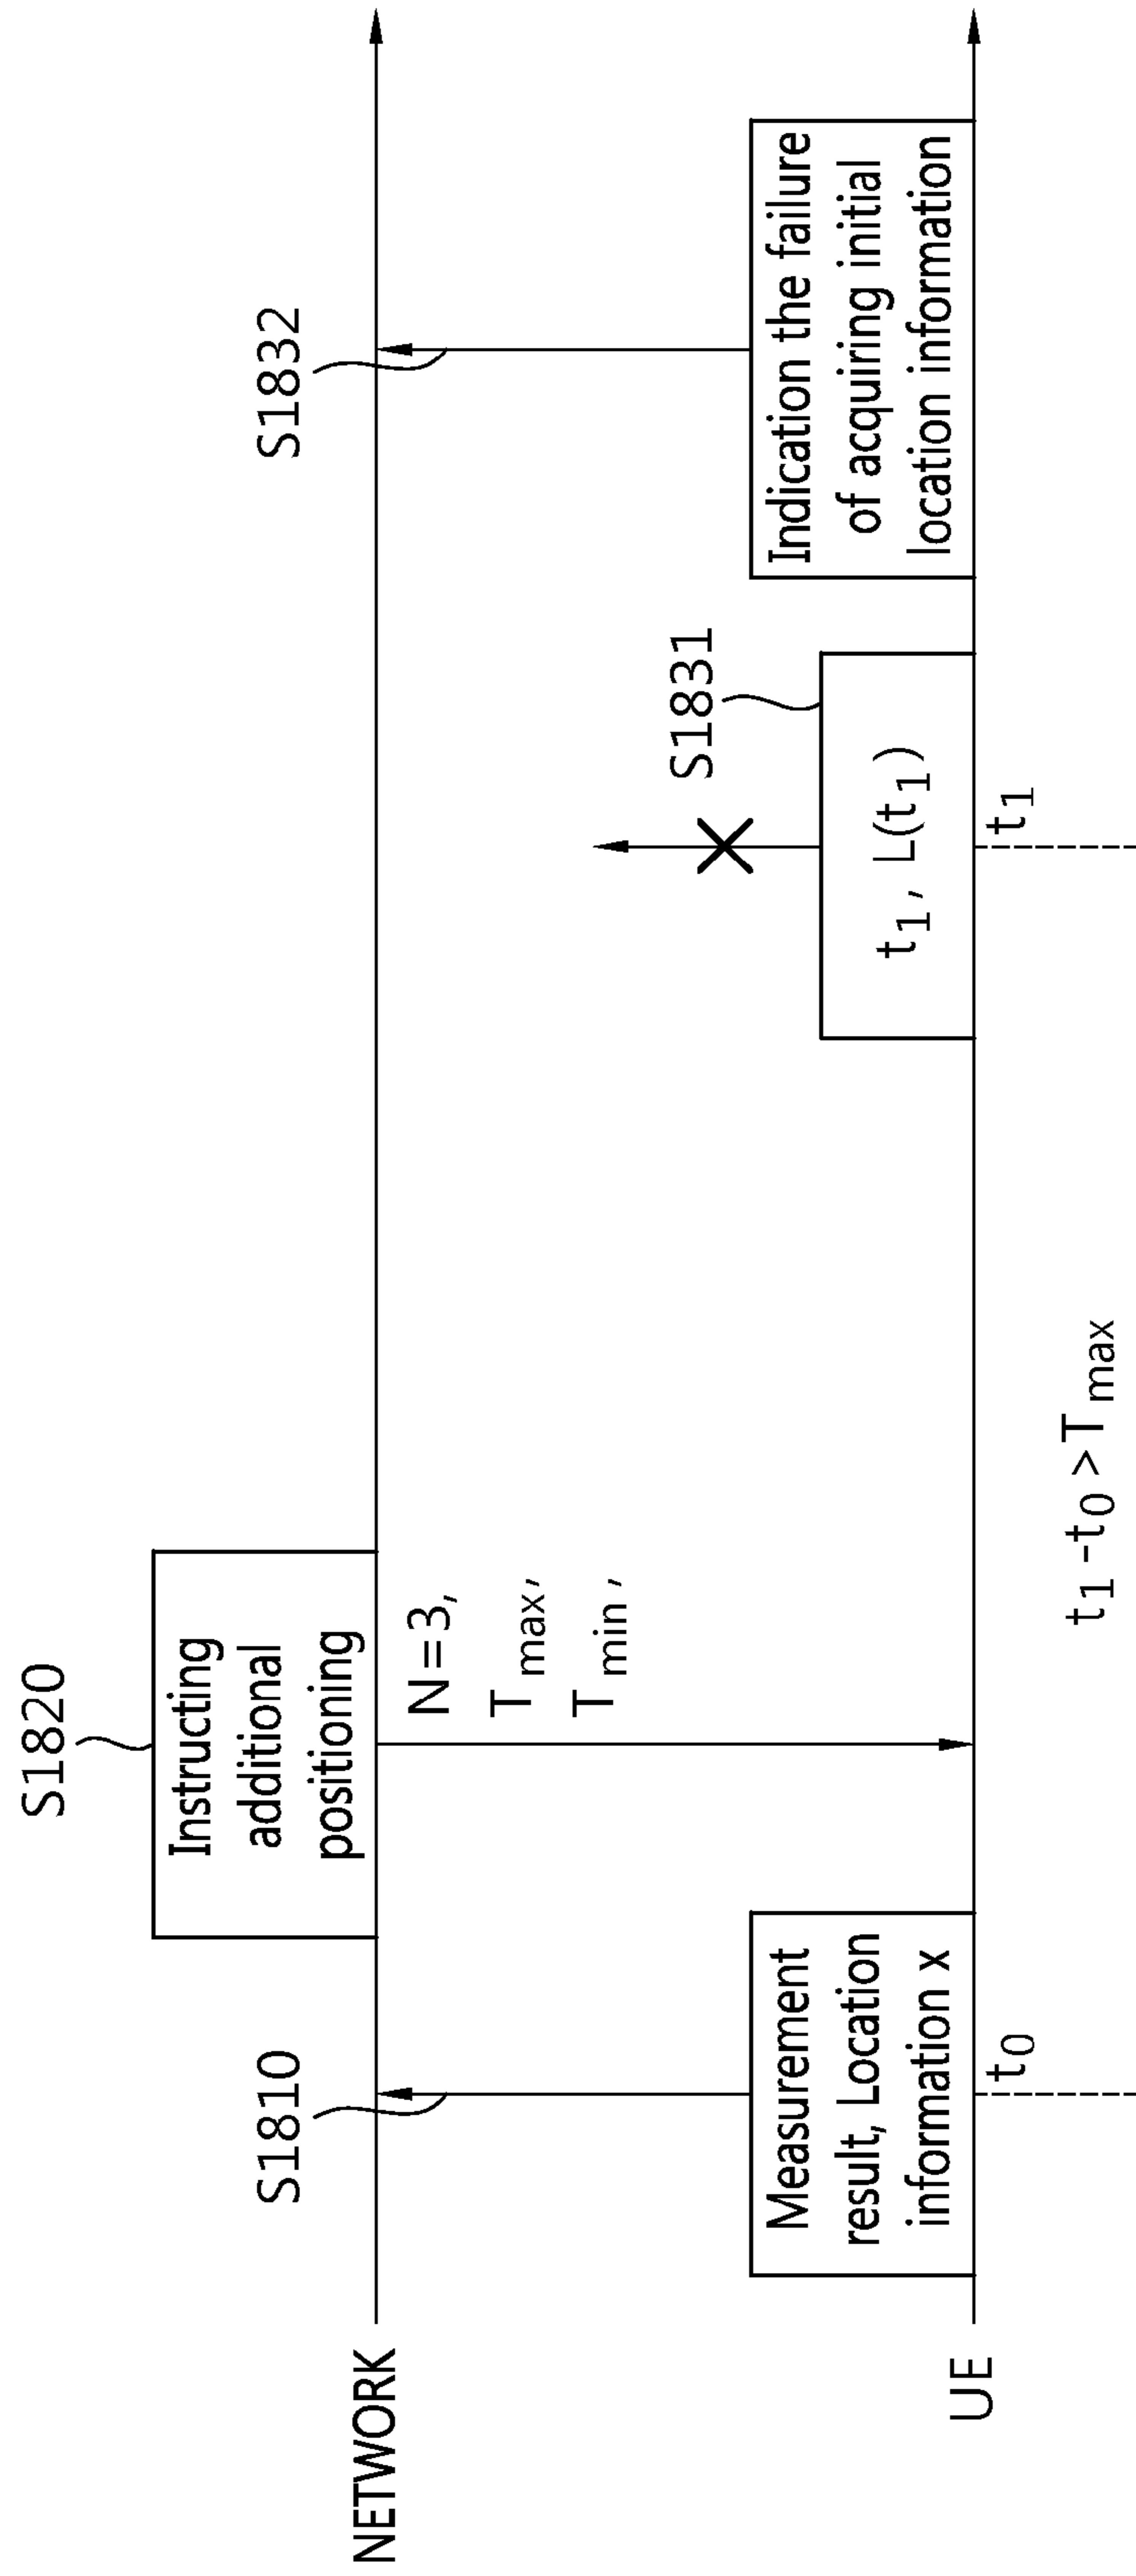 S1820
Instructing
additional
positioning
S1810
S1832
NETWORK
N=3,
Tmax,
Tmin,
S1831
Measurement
result, Location
information x
t1, L(t1)
Indication the failure
of acquiring initial
location information
UE
t0
t1
t1-t0>Tmax